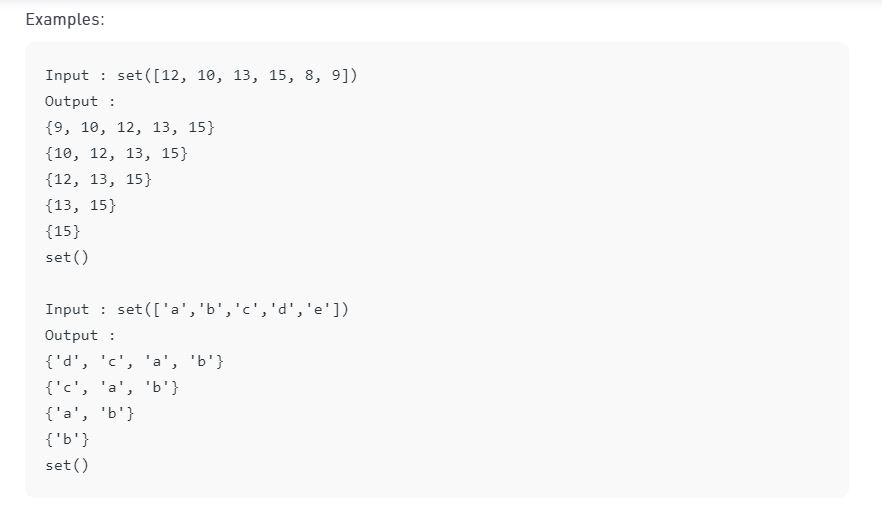 Examples:
Input : set([12, 10, 13, 15, 8, 9])
Output :
{9, 10, 12, 13, 15}
{10, 12, 13, 15}
{12, 13, 15}
{13, 15}
{15}
set()
Input : set(['a','b','c','d','e'])
Output :
{'d', 'c', 'a', 'b'}
{'c', 'a', 'b'}
{'a', 'b'}
{'b'}
set()